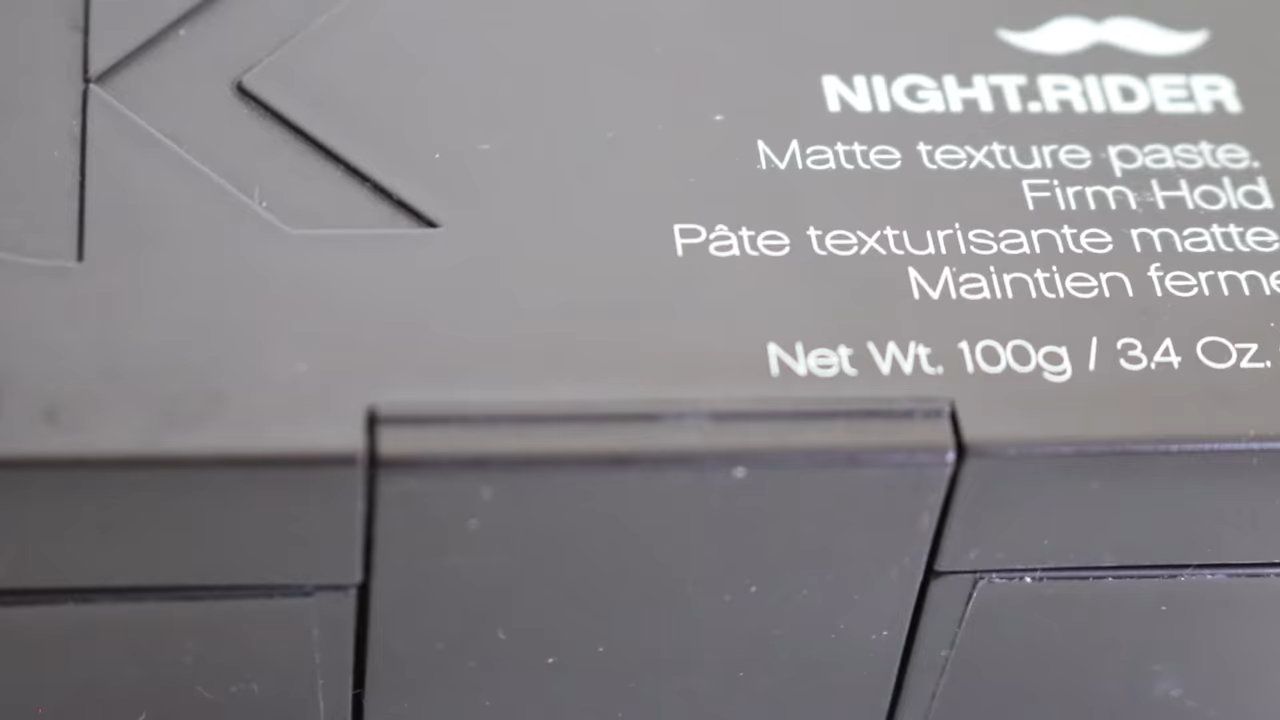 K
NIGHT.RIDER
Matte texture paste.
Firm Hold
Pâte texturisante matte
Maintien ferme
Net Wt. 100g / 3.4 Oz.